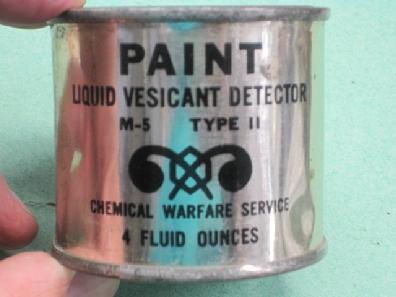 PAINT
LIQUID VESICANT DETECTOR
M-5 TYPE II
CHEMICAL WARFARE SERVICE
4 FLUID OUNCES